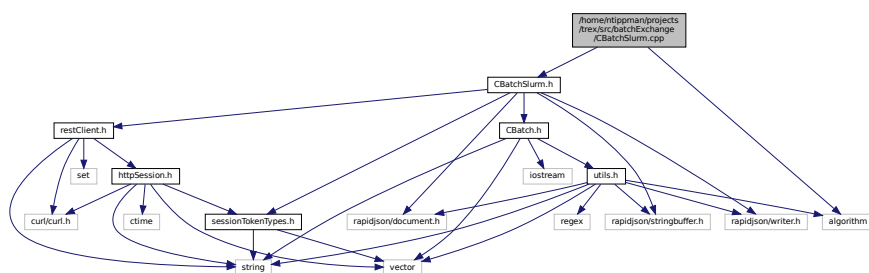 /home/ntippman/projects
/trex/src/batchExchange
/CBatchSlurm.cpp
CBatchSlurm.h
restClient.h
CBatch.h
set
httpSession.h
iostream
utils.h
curl/curl.h
ctime
sessionTokenTypes.h
rapidjson/document.h
regex
rapidjson/stringbuffer.h
rapidjson/writer.h
algorithm
string
vector